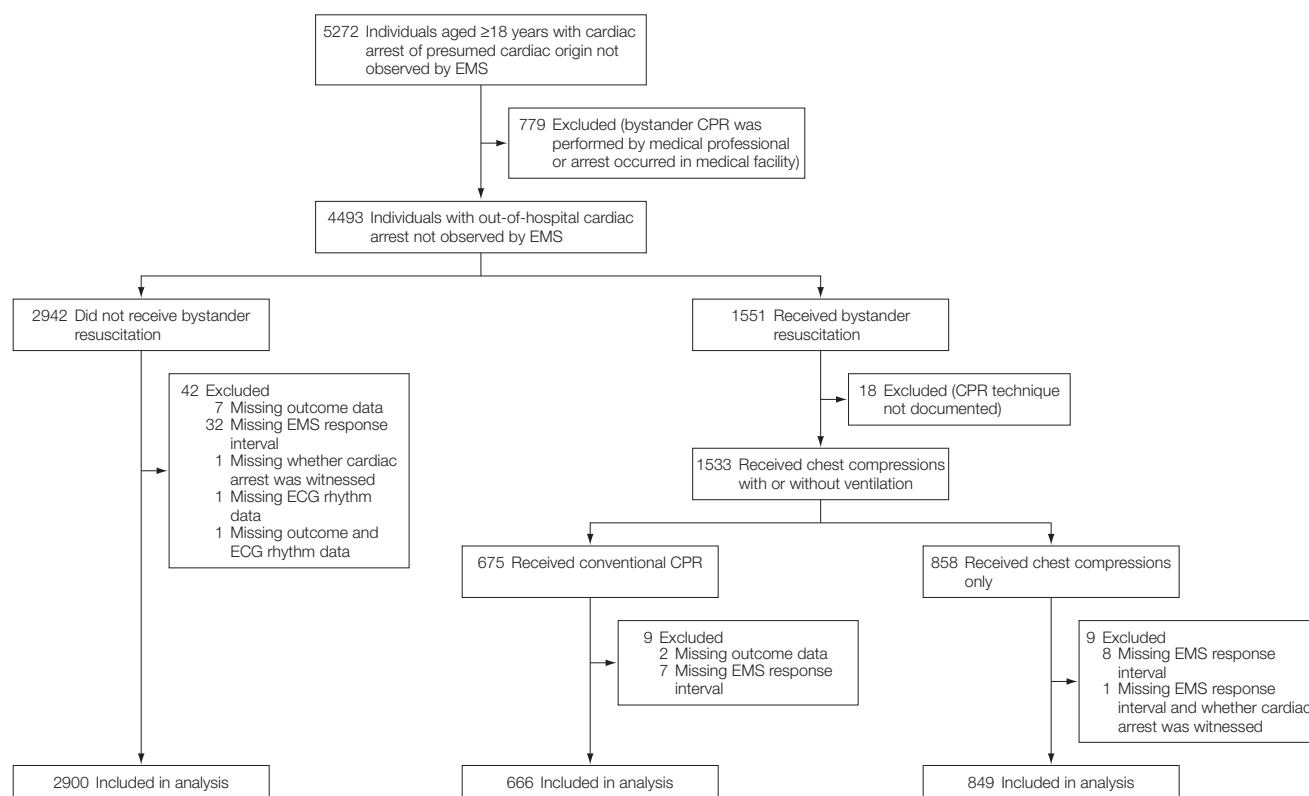 5272 Individuals aged ≥18 years with cardiac
arrest of presumed cardiac origin not
observed by EMS
779 Excluded (bystander CPR was
performed by medical professional
or arrest occurred in medical facility)
4493 Individuals with out-of-hospital cardiac
arrest not observed by EMS
2942 Did not receive bystander
resuscitation
1551 Received bystander
resuscitation
42 Excluded
7 Missing outcome data
32 Missing EMS response
interval
1 Missing whether cardiac
arrest was witnessed
1 Missing ECG rhythm
data
1 Missing outcome and
ECG rhythm data
18 Excluded (CPR technique
not documented)
1533 Received chest compressions
with or without ventilation
675 Received conventional CPR
858 Received chest compressions
only
9 Excluded
2 Missing outcome data
7 Missing EMS response
interval
9 Excluded
8 Missing EMS response
interval
1 Missing EMS response
interval and whether cardiac
arrest was witnessed
2900 Included in analysis
666 Included in analysis
849 Included in analysis